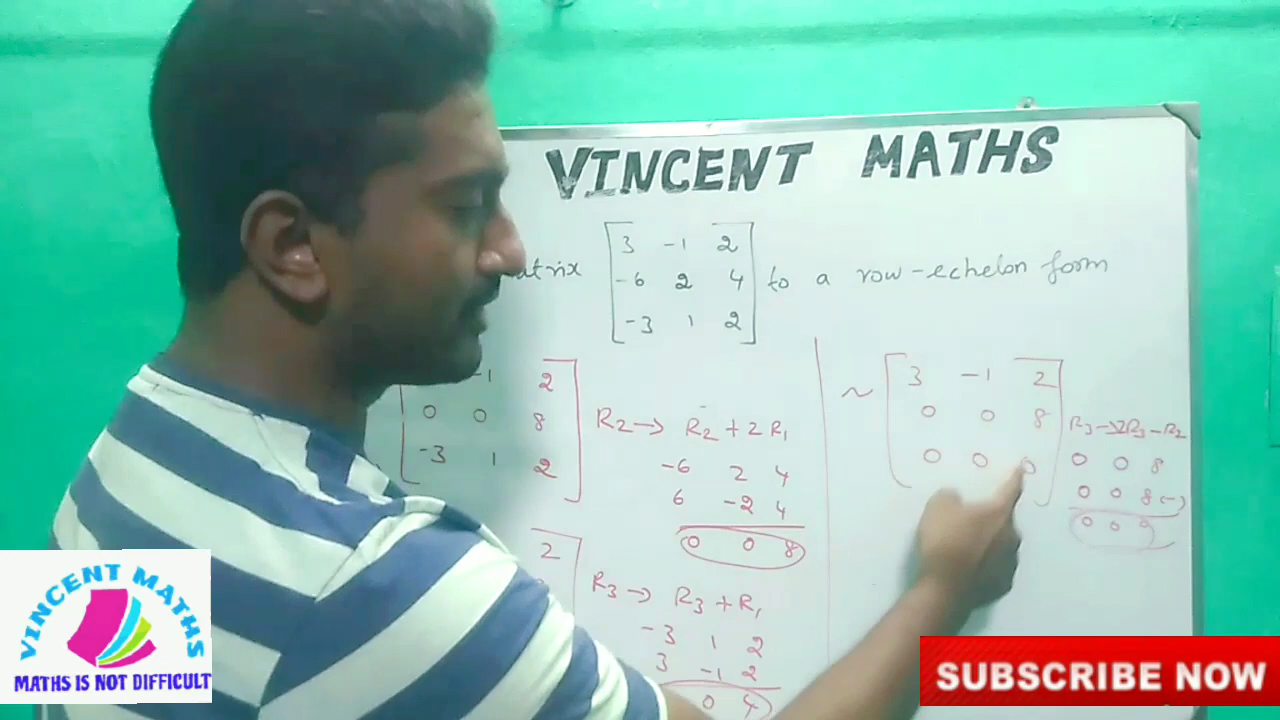 VINCENT MATHS
3 -1 2
matrix -6 2 4 to a row-echelon form
-3 1 2
-1 2
0 0 8
-3 1 2
R2→ R2 + 2R1
-6 2 4
6 -2 4
0 0 8
2
R3→ R3 + R1
-3 1 2
3 -1 2
0 4
~ 3 -1 2
0 0 8
0 0 0
R3→2R3-R2
0 0 8
0 0 8(-)
0 0 0
VINCENT MATHS
MATHS IS NOT DIFFICULT
SUBSCRIBE NOW